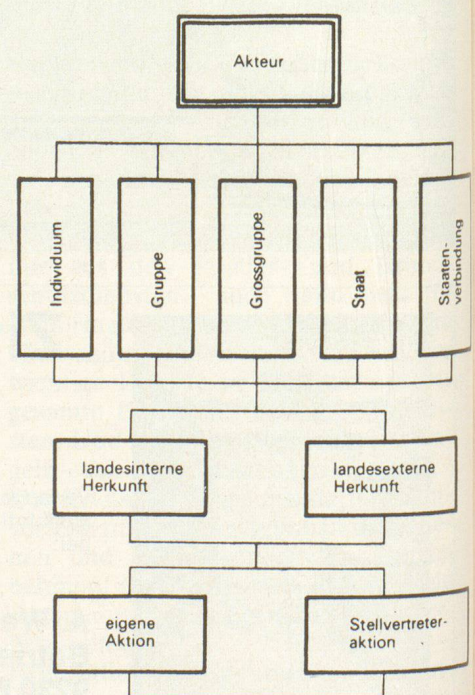 Akteur
Individuum
Gruppe
Grossgruppe
Staat
Staaten-
verbindung
landesinterne
Herkunft
landesexterne
Herkunft
eigene
Aktion
Stellvertreter-
aktion